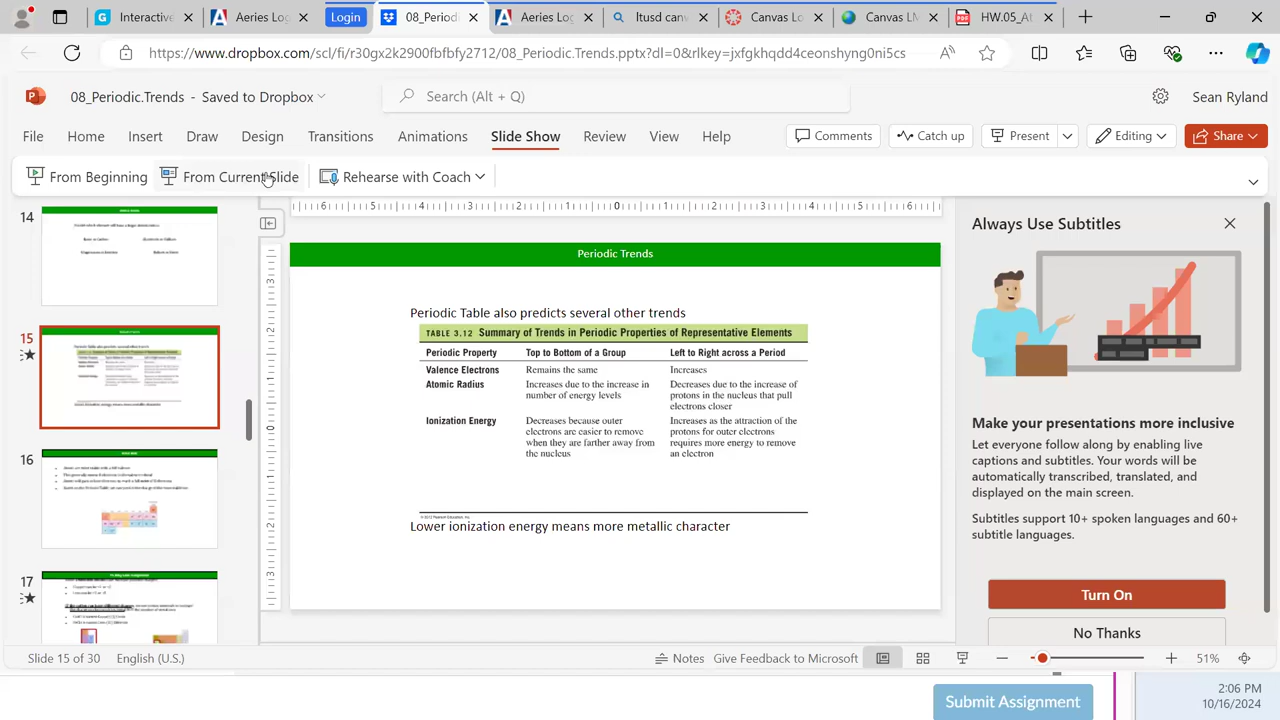 Interactive
Aeries Log
Login
08_Period
Aeries Log
ltusd can
Canvas Lo
Canvas LM
HW.05_At
https://www.dropbox.com/scl/fi/r30gx2k2900fbfbfy2712/08_Periodic.Trends.pptx?dl=0&rlkey=jxfgkhqdd4ceonshyng0ni5cs
08_Periodic.Trends - Saved to Dropbox
Search (Alt + Q)
Sean Ryland
File Home Insert Draw Design Transitions Animations Slide Show Review View Help
Comments Catch up Present Editing Share
From Beginning From Current Slide Rehearse with Coach
14
15
16
17
Periodic Trends
Periodic Table also predicts several other trends
TABLE 3.12 Summary of Trends in Periodic Properties of Representative Elements
Periodic Property Down a Group Left to Right across a Period
Valence Electrons Remains the same Increases
Atomic Radius Increases due to the increase in number of energy levels Decreases due to the increase of protons in the nucleus that pull electrons closer
Ionization Energy Decreases because outer electrons are easier to remove when they are farther away from the nucleus Increases as the attraction of the protons for outer electrons requires more energy to remove an electron
Lower ionization energy means more metallic character
Always Use Subtitles
Make your presentations more inclusive
Let everyone follow along by enabling live
captions and subtitles. Your words will be
automatically transcribed, translated, and
displayed on the main screen.
Subtitles support 10+ spoken languages and 60+
subtitle languages.
Turn On
No Thanks
Slide 15 of 30 English (U.S.) Notes Give Feedback to Microsoft 51%
Submit Assignment
2:06 PM
10/16/2024